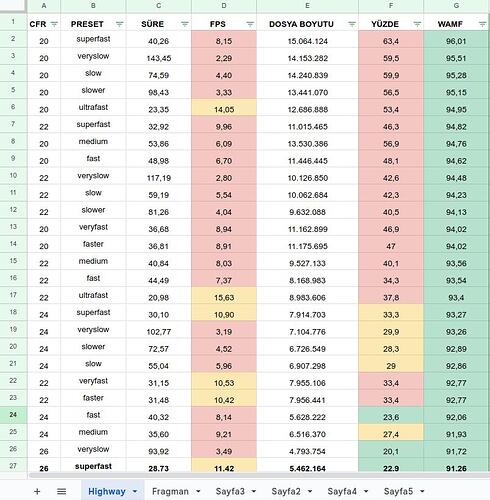 A B C D E F G
1 CFR PRESET SÜRE FPS DOSYA BOYUTU YÜZDE WAMF
2 20 superfast 40,26 8,15 15.064.124 63,4 96,01
3 20 veryslow 143,45 2,29 14.153.282 59,5 95,51
4 20 slow 74,59 4,40 14.240.839 59,9 95,28
5 20 slower 98,43 3,33 13.441.070 56,5 95,15
6 20 ultrafast 23,35 14,05 12.686.888 53,4 94,95
7 22 superfast 32,92 9,96 11.015.465 46,3 94,82
8 20 medium 53,86 6,09 13.530.386 56,9 94,76
9 20 fast 48,98 6,70 11.446.445 48,1 94,62
10 22 veryslow 117,19 2,80 10.126.850 42,6 94,48
11 22 slow 59,19 5,54 10.062.684 42,3 94,23
12 22 slower 81,26 4,04 9.632.088 40,5 94,13
13 20 veryfast 36,68 8,94 11.162.899 46,9 94,02
14 20 faster 36,81 8,91 11.175.695 47 94,02
15 22 medium 40,84 8,03 9.527.133 40,1 93,56
16 22 fast 44,49 7,37 8.168.983 34,3 93,54
17 22 ultrafast 20,98 15,63 8.983.606 37,8 93,4
18 24 superfast 30,10 10,90 7.914.703 33,3 93,27
19 24 veryslow 102,77 3,19 7.104.776 29,9 93,26
20 24 slower 72,57 4,52 6.726.549 28,3 92,89
21 24 slow 55,04 5,96 6.907.298 29 92,86
22 22 veryfast 31,15 10,53 7.955.106 33,4 92,77
23 22 faster 31,48 10,42 7.956.441 33,4 92,77
24 24 fast 40,32 8,14 5.628.222 23,6 92,06
25 24 medium 35,60 9,21 6.516.370 27,4 91,93
26 26 veryslow 93,92 3,49 4.793.754 20,1 91,72
27 26 superfast 28,73 11,42 5.462.164 22,9 91,26
Highway Fragman Sayfa3 Sayfa2 Sayfa4 Sayfa5